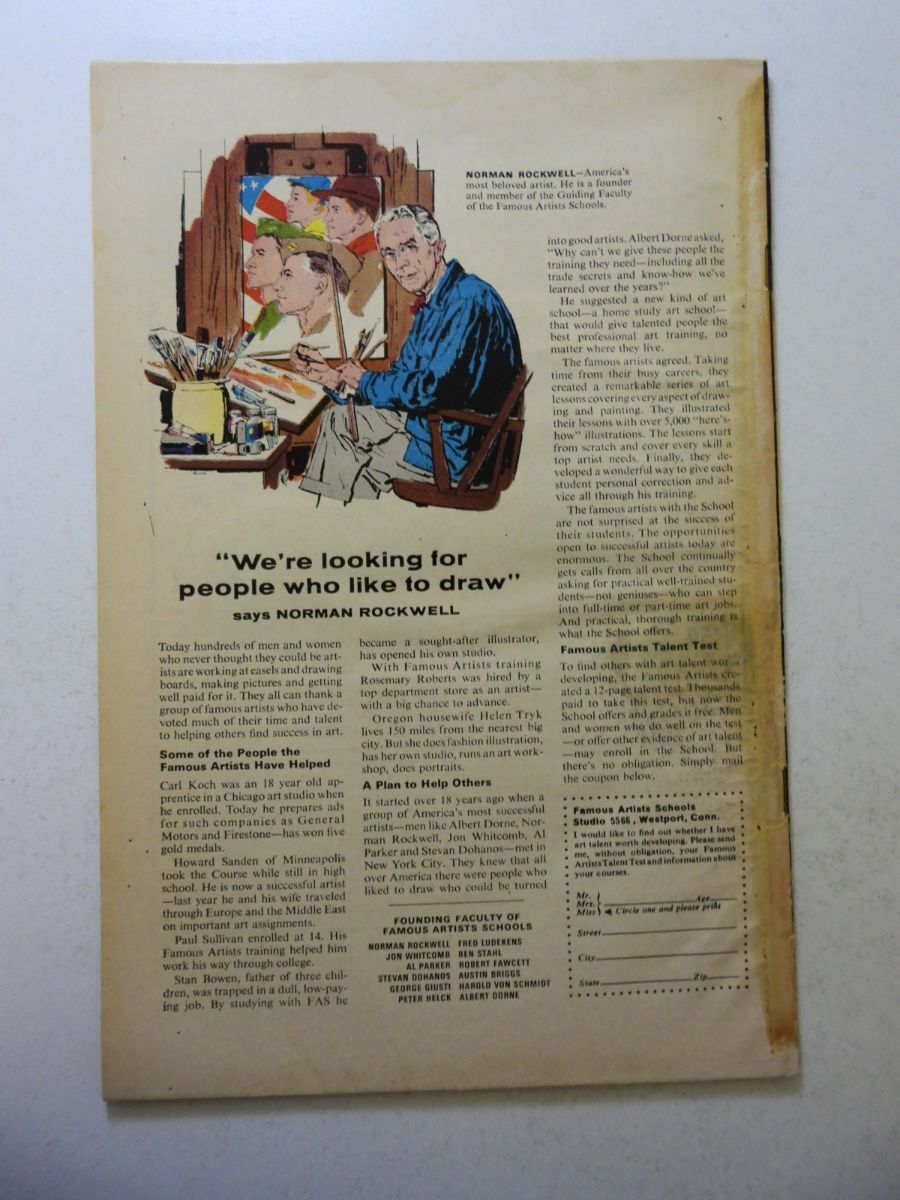 NORMAN ROCKWELL—America's
most beloved artist. He is a founder
and member of the Guiding Faculty
of the Famous Artists Schools.
"We're looking for
people who like to draw"
says NORMAN ROCKWELL
Today hundreds of men and women
who never thought they could be art-
ists are working at easels and drawing
boards, making pictures and getting
well paid for it. They all can thank a
group of famous artists who have de-
voted much of their time and talent
to helping others find success in art.
Some of the People the
Famous Artists Have Helped
Carl Koch was an 18 year old ap-
prentice in a Chicago art studio when
he enrolled. Today he prepares ads
for such companies as General
Motors and Firestone—has won five
gold medals.
Howard Sanden of Minneapolis
took the Course while still in high
school. He is now a successful artist
—last year he and his wife traveled
through Europe and the Middle East
on important art assignments.
Paul Sullivan enrolled at 14. His
Famous Artists training helped him
work his way through college.
Stan Bowen, father of three chil-
dren, was trapped in a dull, low-pay-
ing job. By studying with FAS he
became a sought-after illustrator,
has opened his own studio.
With Famous Artists training
Rosemary Roberts was hired by a
top department store as an artist—
with a big chance to advance.
Oregon housewife Helen Tryk
lives 150 miles from the nearest big
city. But she does fashion illustration,
has her own studio, runs an art work-
shop, does portraits.
A Plan to Help Others
It started over 18 years ago when a
group of America's most successful
artists—men like Albert Dorne, Nor-
man Rockwell, Jon Whitcomb, Al
Parker and Stevan Dohanos—met in
New York City. They knew that all
over America there were people who
liked to draw who could be turned
FOUNDING FACULTY OF
FAMOUS ARTISTS SCHOOLS
NORMAN ROCKWELL FRED LUDEKENS
JON WHITCOMB BEN STAHL
AL PARKER ROBERT FAWCETT
STEVAN DOHANOS AUSTIN BRIGGS
GEORGE GIUSTI HAROLD VON SCHMIDT
PETER HELCK ALBERT DORNE
into good artists. Albert Dorne asked,
"Why can't we give these people the
training they need—including all the
trade secrets and know-how we've
learned over the years?"
He suggested a new kind of art
school—a home study art school—
that would give talented people the
best professional art training, no
matter where they live.
The famous artists agreed. Taking
time from their busy careers, they
created a remarkable series of art
lessons covering every aspect of draw-
ing and painting. They illustrated
their lessons with over 5,000 "here's-
how" illustrations. The lessons start
from scratch and cover every skill a
top artist needs. Finally, they de-
veloped a wonderful way to give each
student personal correction and ad-
vice all through his training.
The famous artists with the School
are not surprised at the success of
their students. The opportunities
open to successful artists today are
enormous. The School continually
gets calls from all over the country
asking for practical well-trained stu-
dents—not geniuses—who can step
into full-time or part-time art jobs.
And practical, thorough training is
what the School offers.
Famous Artists Talent Test
To find others with art talent
developing, the Famous Artists cre-
ated a 12-page talent test. Thousands
paid to take this test, but now the
School offers and grades it free. Men
and women who do well on the test
—or offer other evidence of art talent
—may enroll in the School. But
there's no obligation. Simply mail
the coupon below.
Famous Artists Schools
Studio 5566, Westport, Conn.
I would like to find out whether I have
art talent worth developing. Please send
me, without obligation, your Famous
Artists Talent Test and information about
your courses.
Mr.
Mrs. Age
Miss Circle one and please print
Street
City
State Zip